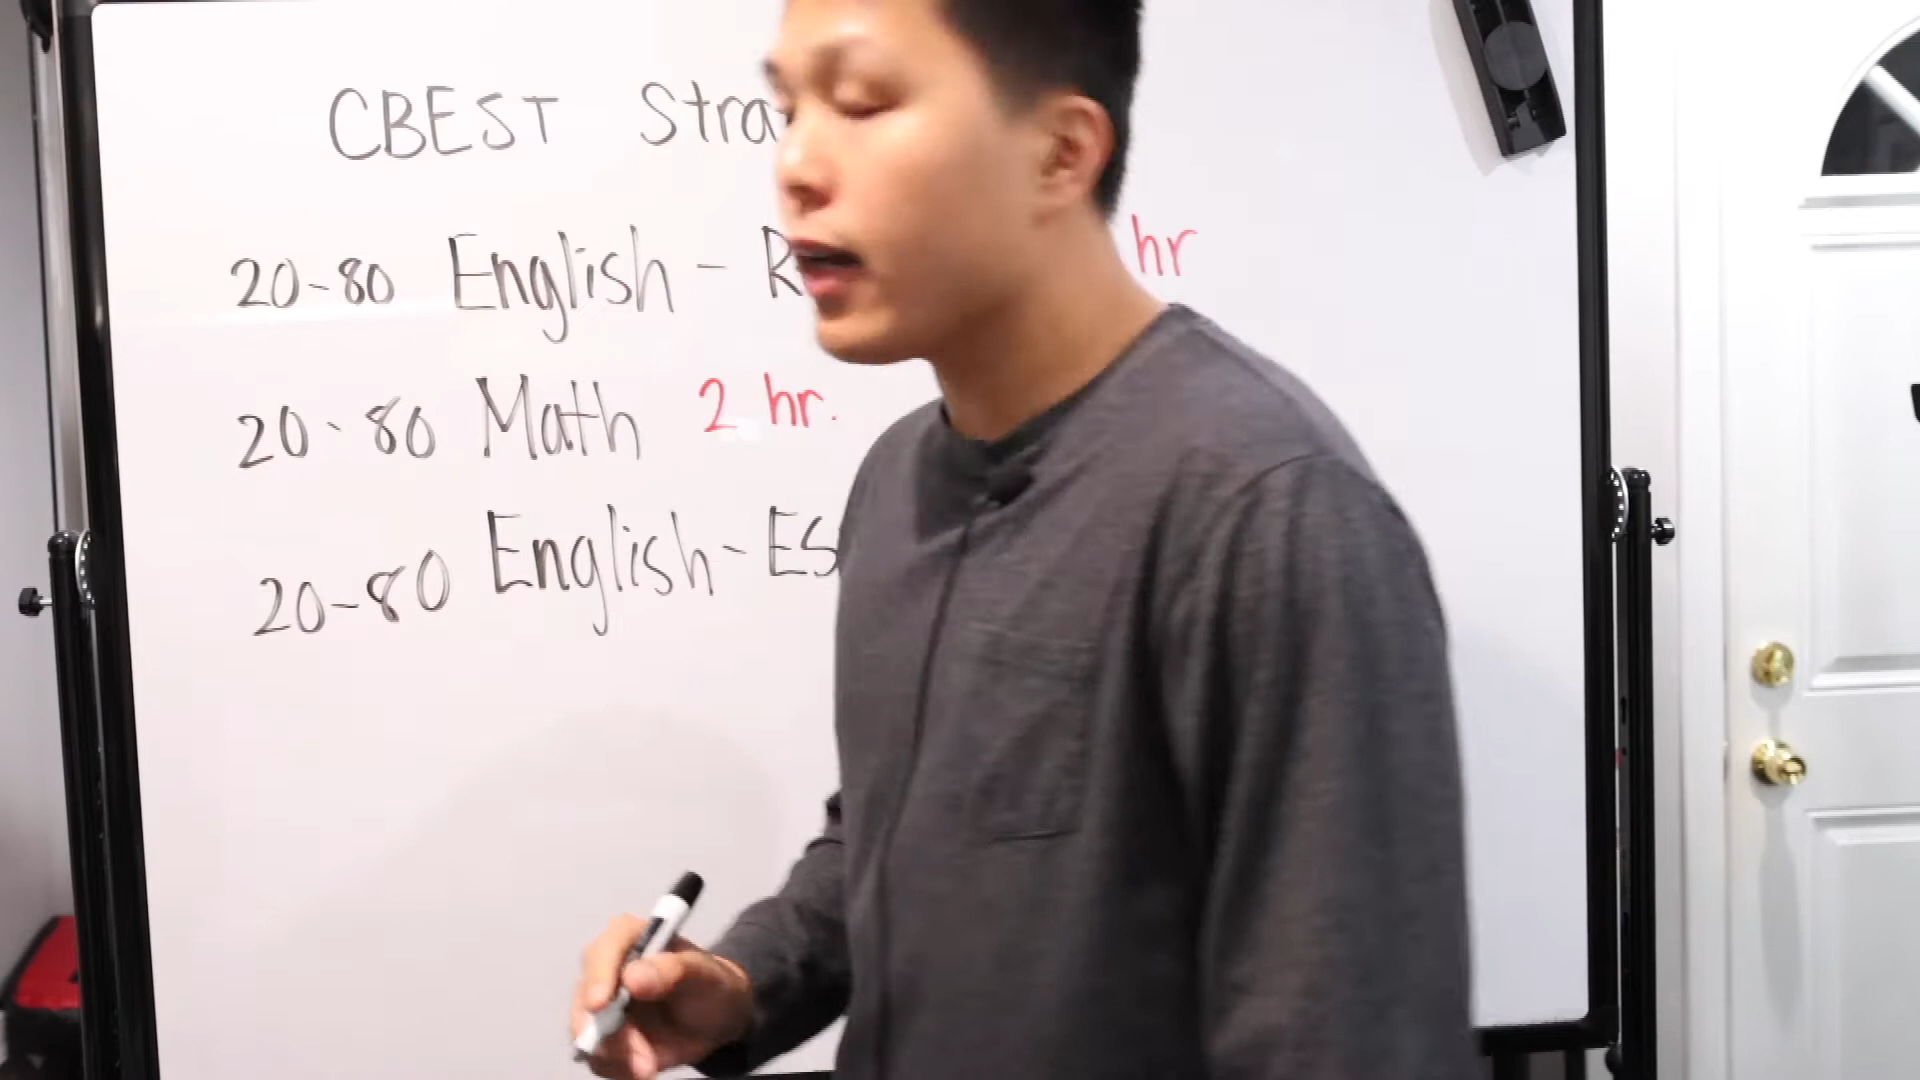 CBEST Stra
20-80 English - R hr
20-80 Math 2 hr.
20-80 English-ES